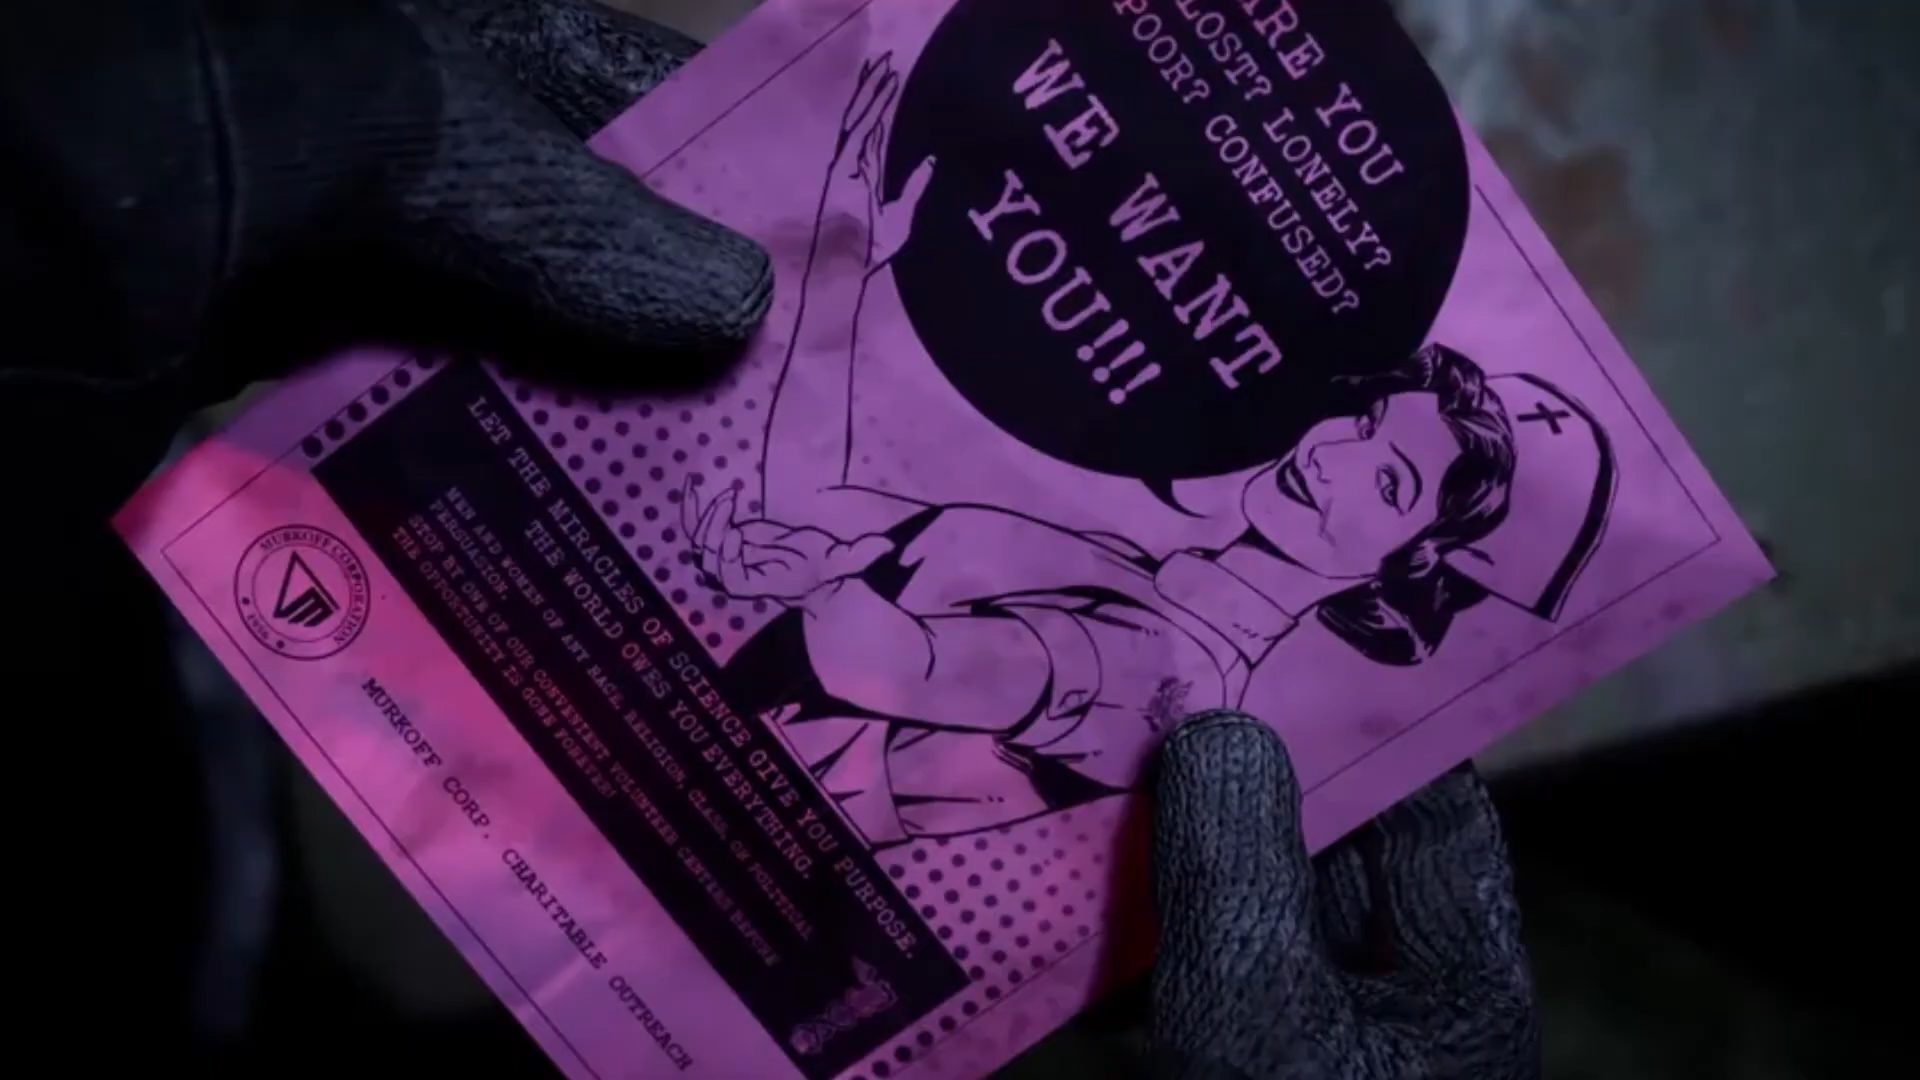 ARE YOU
LOST? LONELY?
POOR? CONFUSED?
WE WANT
YOU!!!
LET THE MIRACLES OF SCIENCE GIVE YOU PURPOSE.
THE WORLD OWES YOU EVERYTHING.
MEN AND WOMEN OF ANY RACE, RELIGION, CLASS, OR POLITICAL
PERSUASION.
STOP BY ONE OF OUR CONVENIENT VOLUNTEER CENTERS BEFORE
THE OPPORTUNITY IS GONE FOREVER!
MURKOFF CORPORATION
MURKOFF CORP. CHARITABLE OUTREACH